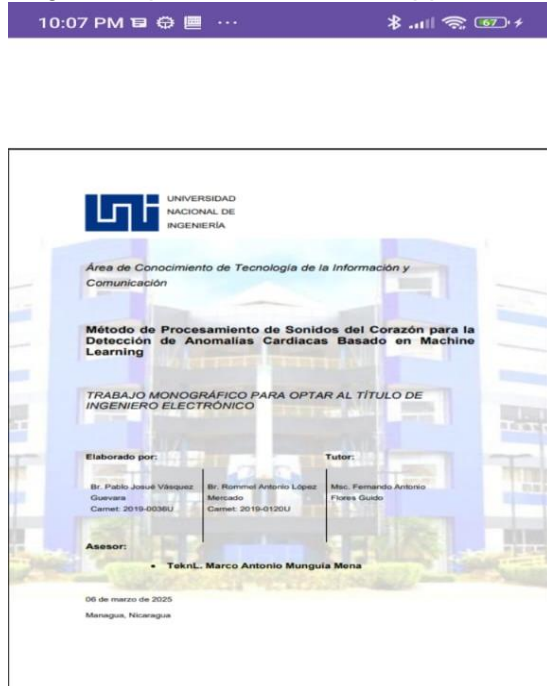 10:07 PM
67
UNIVERSIDAD
NACIONAL DE
INGENIERÍA
Área de Conocimiento de Tecnología de la Información y
Comunicación
Método de Procesamiento de Sonidos del Corazón para la
Detección de Anomalías Cardiacas Basado en Machine
Learning
TRABAJO MONOGRÁFICO PARA OPTAR AL TÍTULO DE
INGENIERO ELECTRÓNICO
Elaborado por:
Tutor:
Br. Pablo Josué Vásquez
Guevara
Carnet: 2019-0036U
Br. Rommel Antonio López
Mercado
Carnet: 2019-0120U
Msc. Fernando Antonio
Flores Guido
Asesor:
• TeknL. Marco Antonio Munguía Mena
06 de marzo de 2025
Managua, Nicaragua